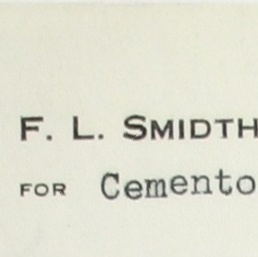 F. L. SMIDTH
FOR Cemento